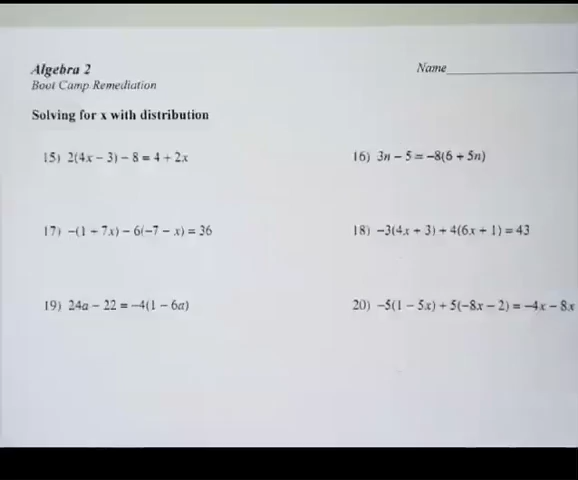 Algebra 2
Name
Boot Camp Remediation
Solving for x with distribution
15) 2(4x − 3) − 8 = 4 + 2x
16) 3n − 5 = −8(6 + 5n)
17) −(1 + 7x) − 6(−7 − x) = 36
18) −3(4x + 3) + 4(6x + 1) = 43
19) 24a − 22 = −4(1 − 6a)
20) −5(1 − 5x) + 5(−8x − 2) = −4x − 8x